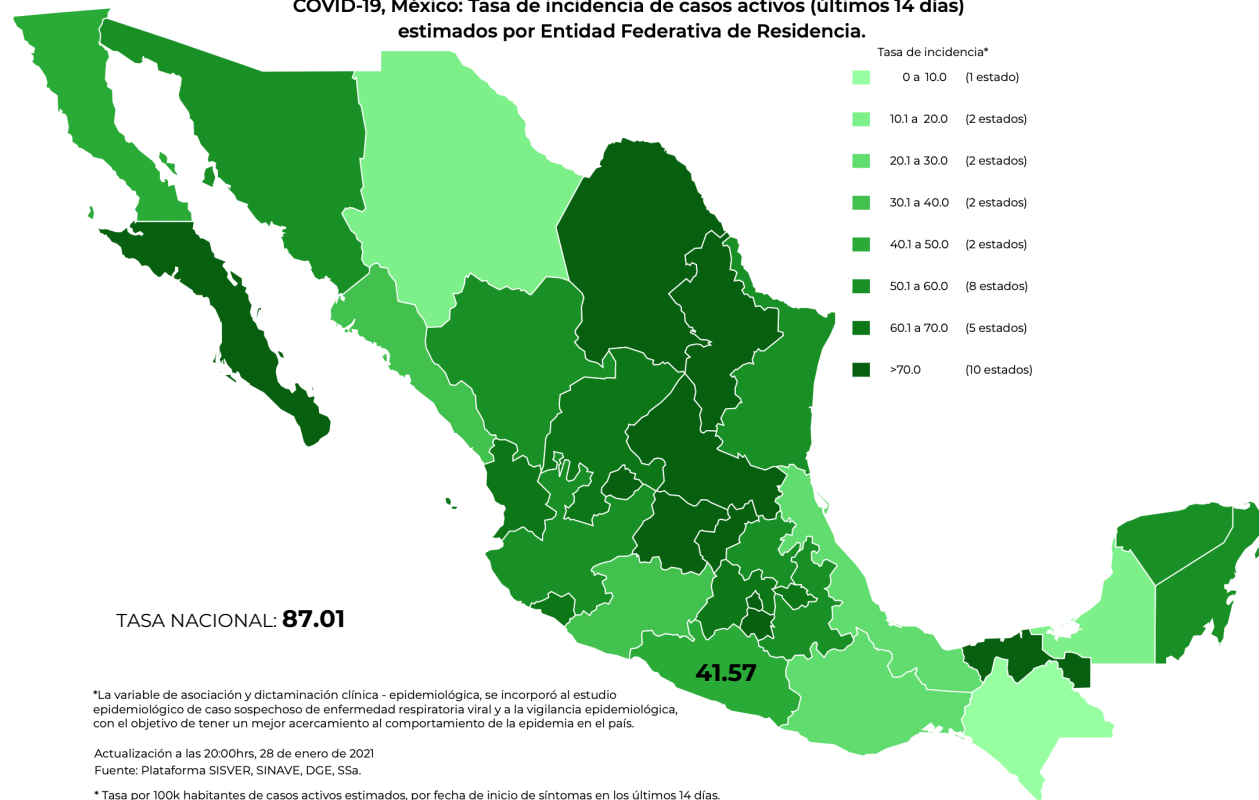 COVID-19, México: Tasa de incidencia de casos activos (últimos 14 días)
estimados por Entidad Federativa de Residencia.
Tasa de incidencia*
0 a 10.0 (1 estado)
10.1 a 20.0 (2 estados)
20.1 a 30.0 (2 estados)
30.1 a 40.0 (2 estados)
40.1 a 50.0 (2 estados)
50.1 a 60.0 (8 estados)
60.1 a 70.0 (5 estados)
>70.0 (10 estados)
TASA NACIONAL: 87.01
41.57
*La variable de asociación y dictaminación clínica - epidemiológica, se incorporó al estudio
epidemiológico de caso sospechoso de enfermedad respiratoria viral y a la vigilancia epidemiológica,
con el objetivo de tener un mejor acercamiento al comportamiento de la epidemia en el país.
Actualización a las 20:00hrs, 28 de enero de 2021
Fuente: Plataforma SISVER, SINAVE, DGE, SSa.
* Tasa por 100k habitantes de casos activos estimados, por fecha de inicio de síntomas en los últimos 14 días.